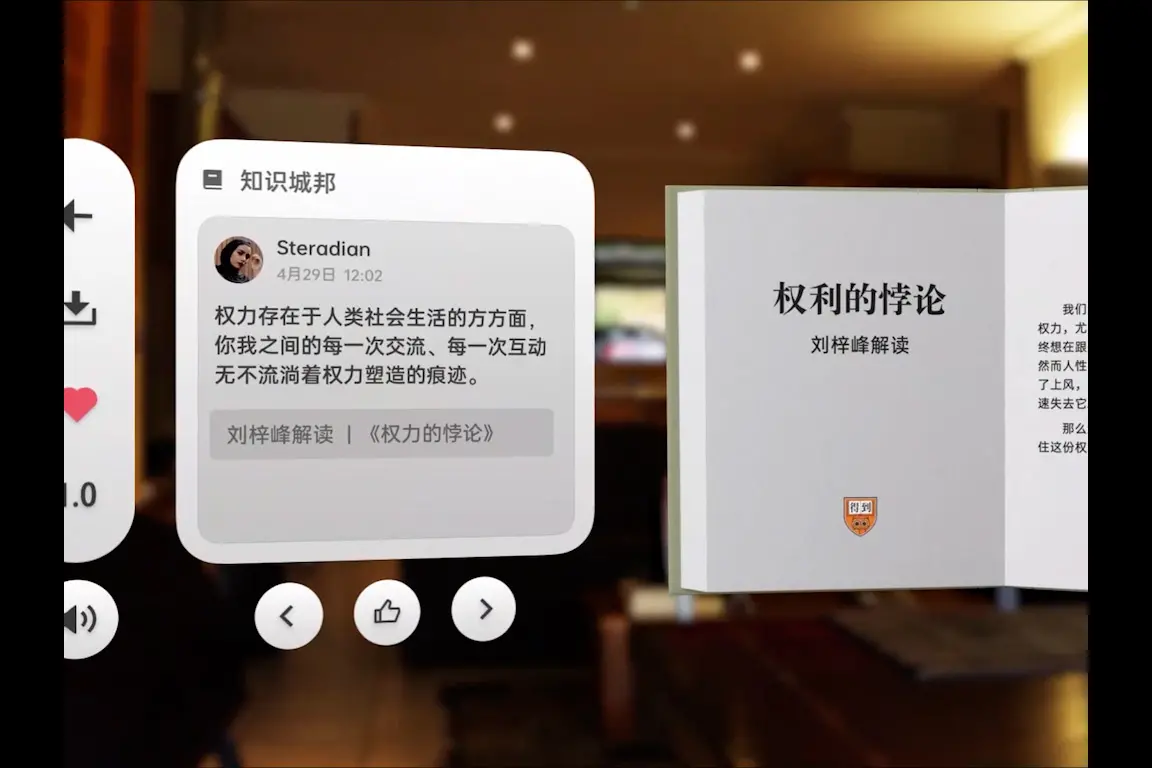 知识城邦
Steradian
4月29日 12:02
权力存在于人类社会生活的方方面，
你我之间的每一次交流、每一次互动
无不流淌着权力塑造的痕迹。
刘梓峰解读 | 《权力的悖论》
1.0
权利的悖论
刘梓峰解读
得到
我们
权力，尤
终想在跟
然而人性
了上风，
速失去它
那么
住这份权